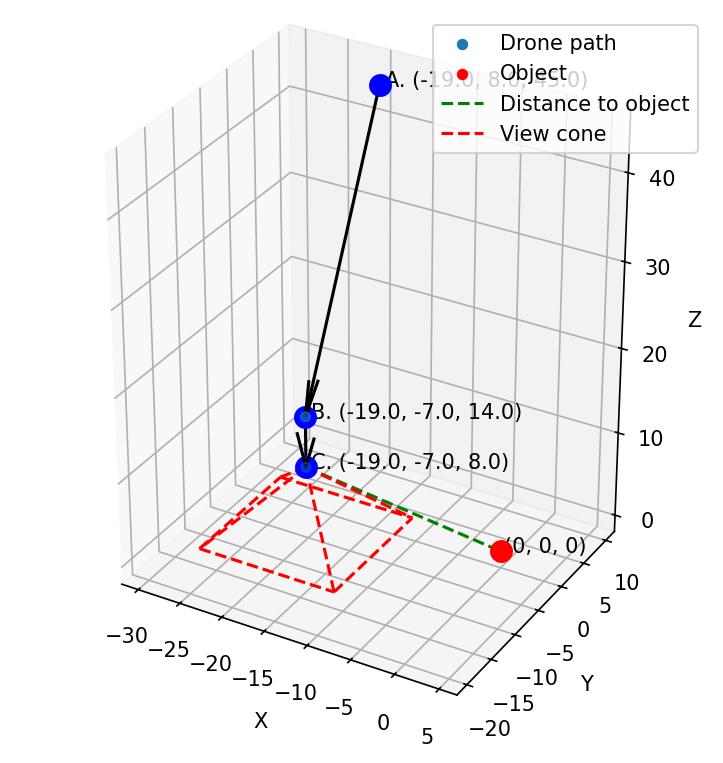 Drone path
Object
Distance to object
View cone
A. (-19.0, 8.0, 45.0)
B. (-19.0, -7.0, 14.0)
C. (-19.0, -7.0, 8.0)
(0, 0, 0)
40
30
20
10
0
Z
10
5
0
−5
−10
−15
−20
Y
−30
−25
−20
−15
−10
−5
0
5
X